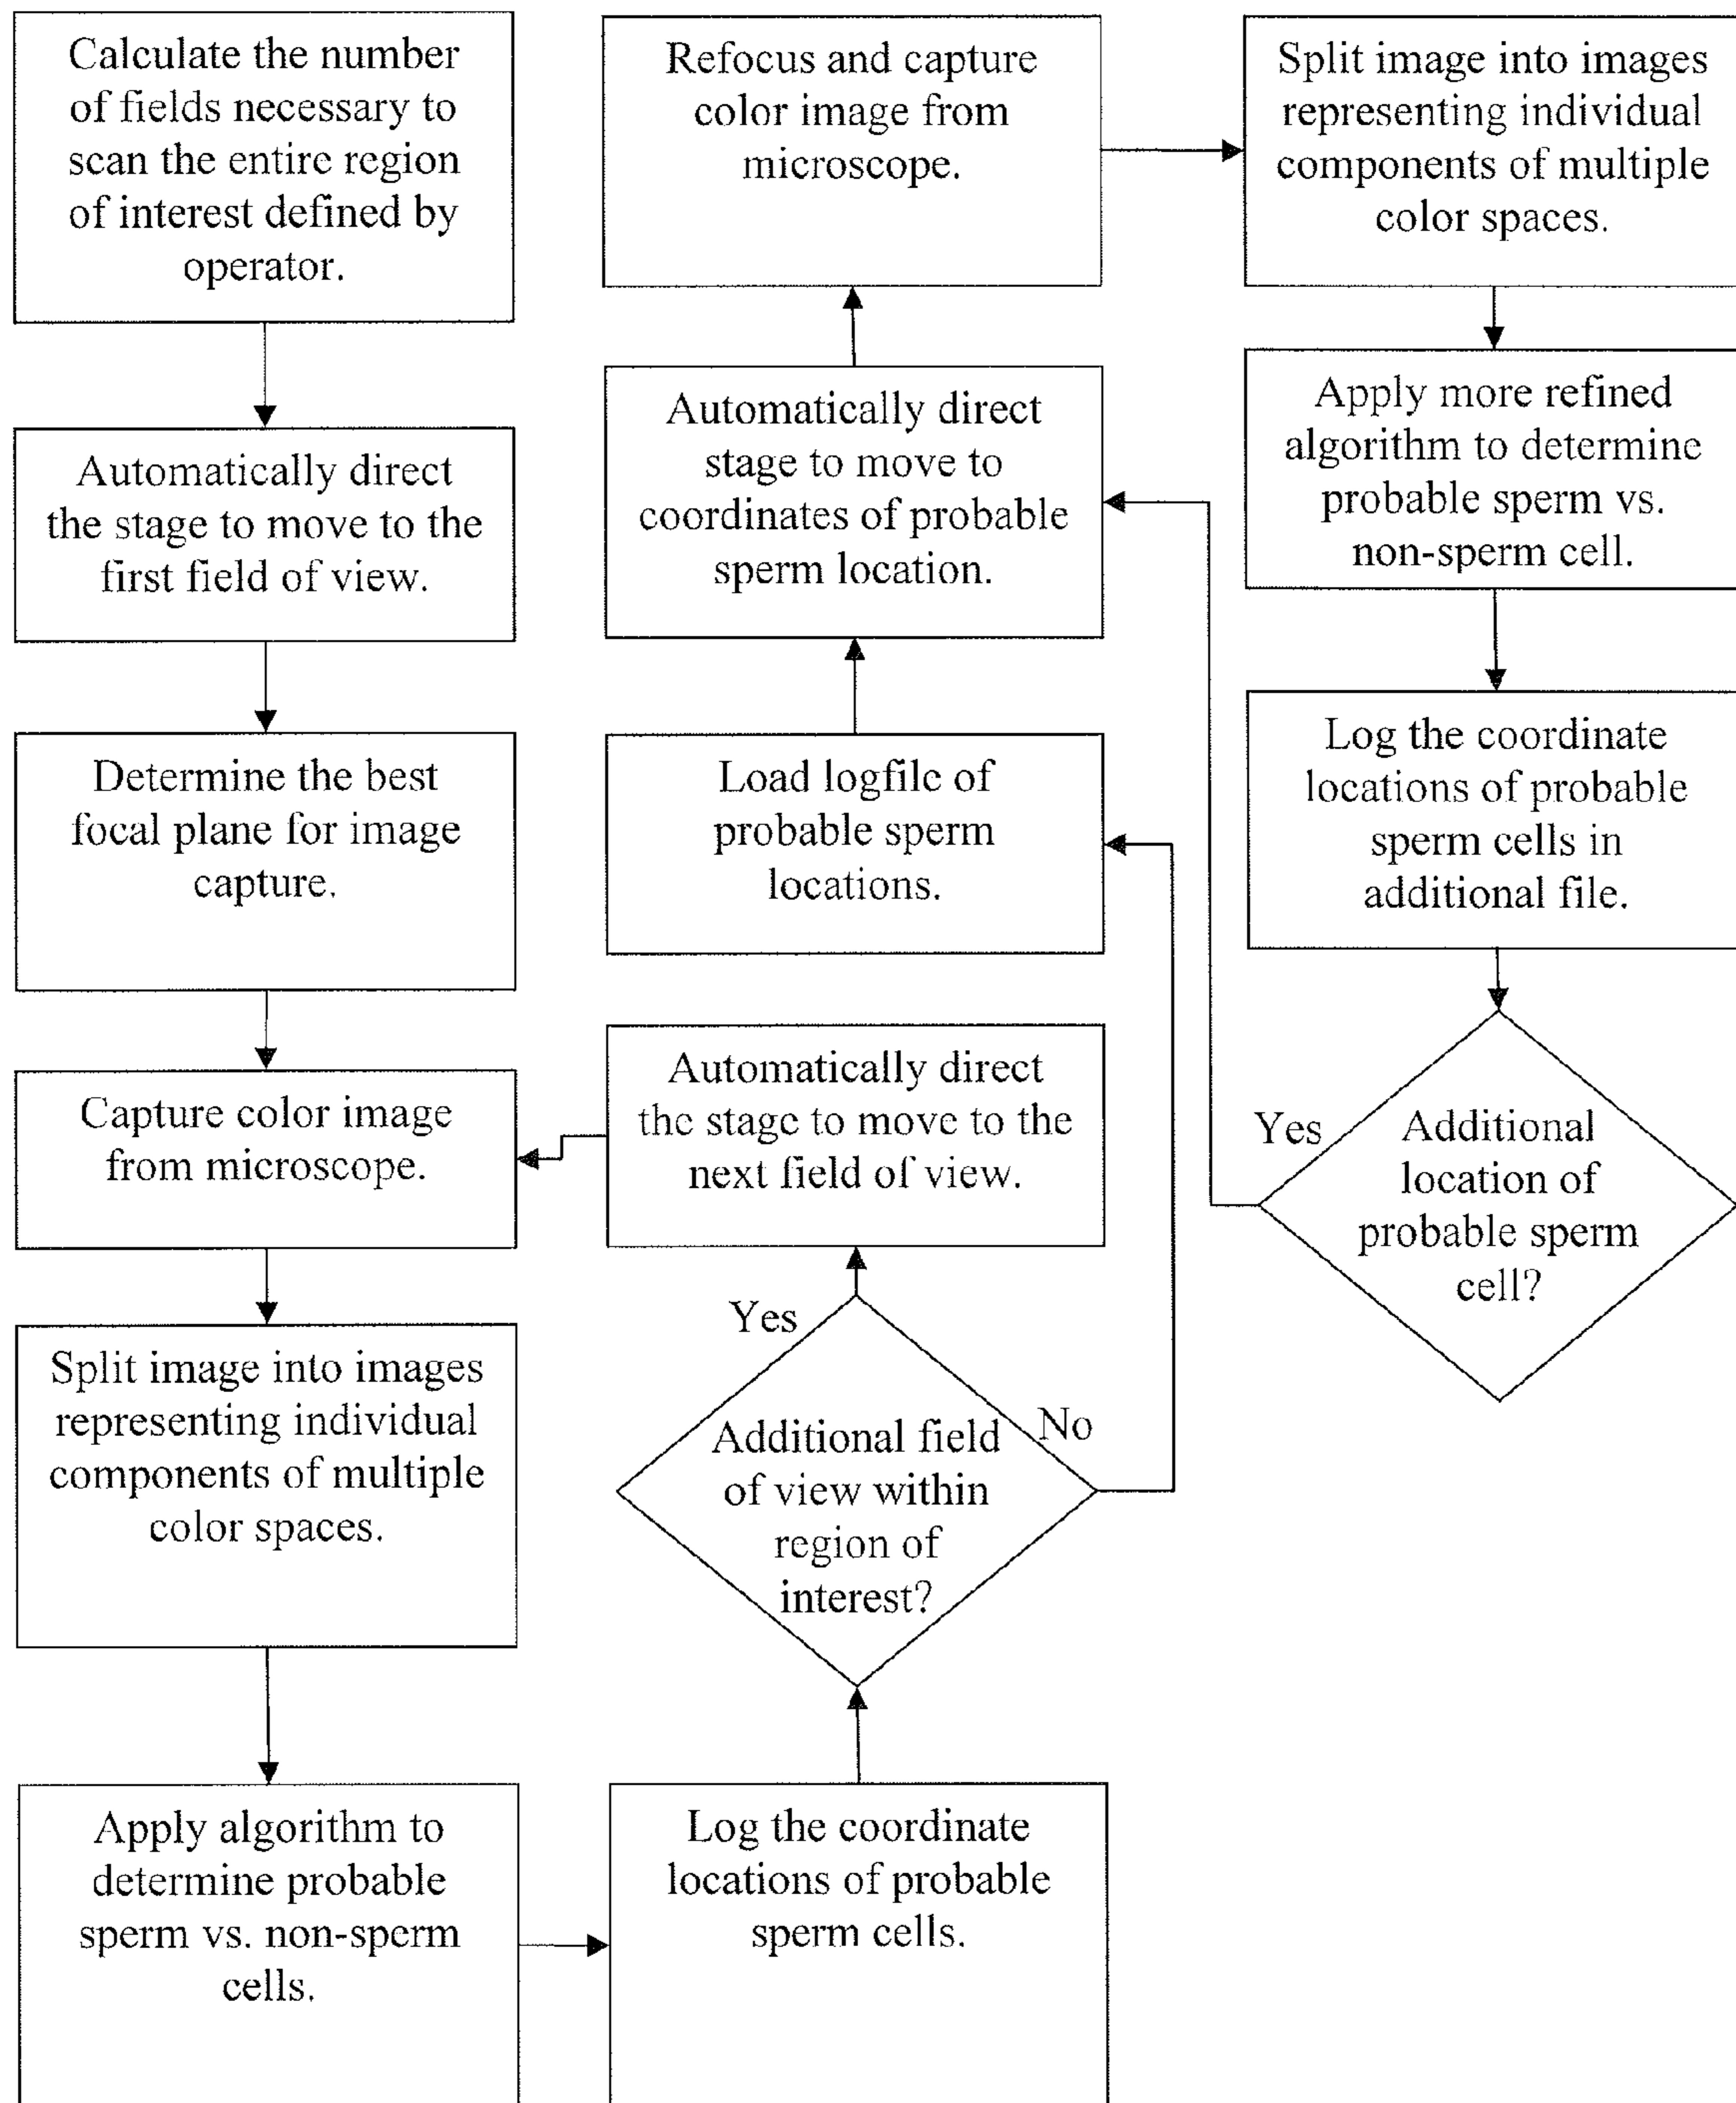 Calculate the number
of fields necessary to
scan the entire region
of interest defined by
operator.
Automatically direct
the stage to move to the
first field of view.
Determine the best
focal plane for image
capture.
Capture color image
from microscope.
Split image into images
representing individual
components of multiple
color spaces.
Apply algorithm to
determine probable
sperm vs. non-sperm
cells.
Log the coordinate
locations of probable
sperm cells.
Additional field
of view within
region of
interest?
Yes
No
Automatically direct
the stage to move to the
next field of view.
Load logfile of
probable sperm
locations.
Automatically direct
stage to move to
coordinates of probable
sperm location.
Refocus and capture
color image from
microscope.
Split image into images
representing individual
components of multiple
color spaces.
Apply more refined
algorithm to determine
probable sperm vs.
non-sperm cell.
Log the coordinate
locations of probable
sperm cells in
additional file.
Additional
location of
probable sperm
cell?
Yes